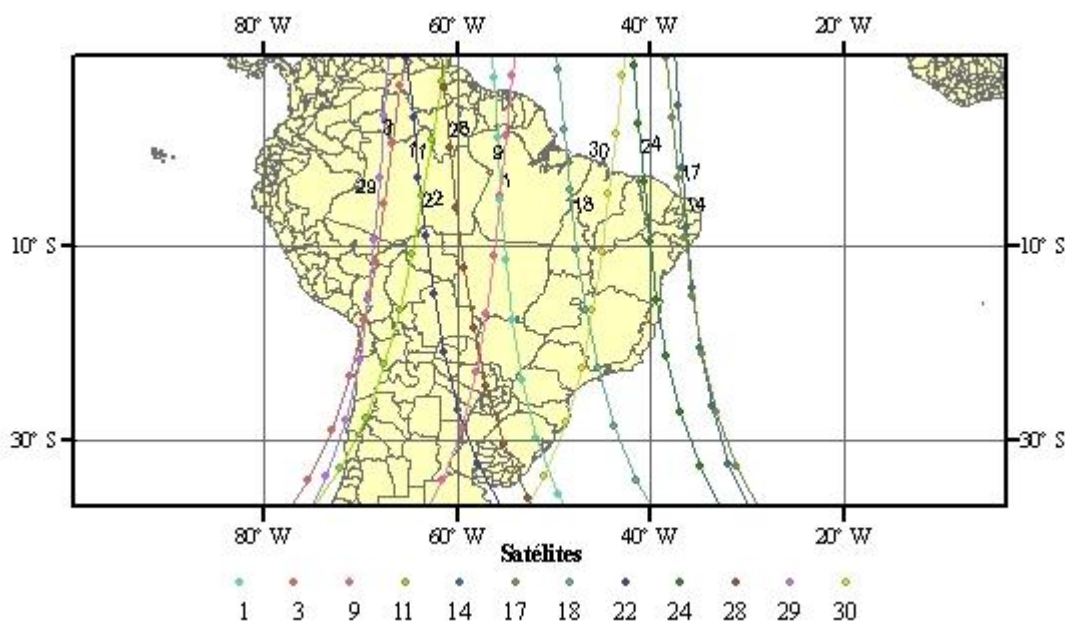 80° W 60° W 40° W 20° W
3 11 28 9 30 24 17
29 22 1 18 14
10° S 10° S
30° S 30° S
80° W 60° W 40° W 20° W
Satélites
1 3 9 11 14 17 18 22 24 28 29 30